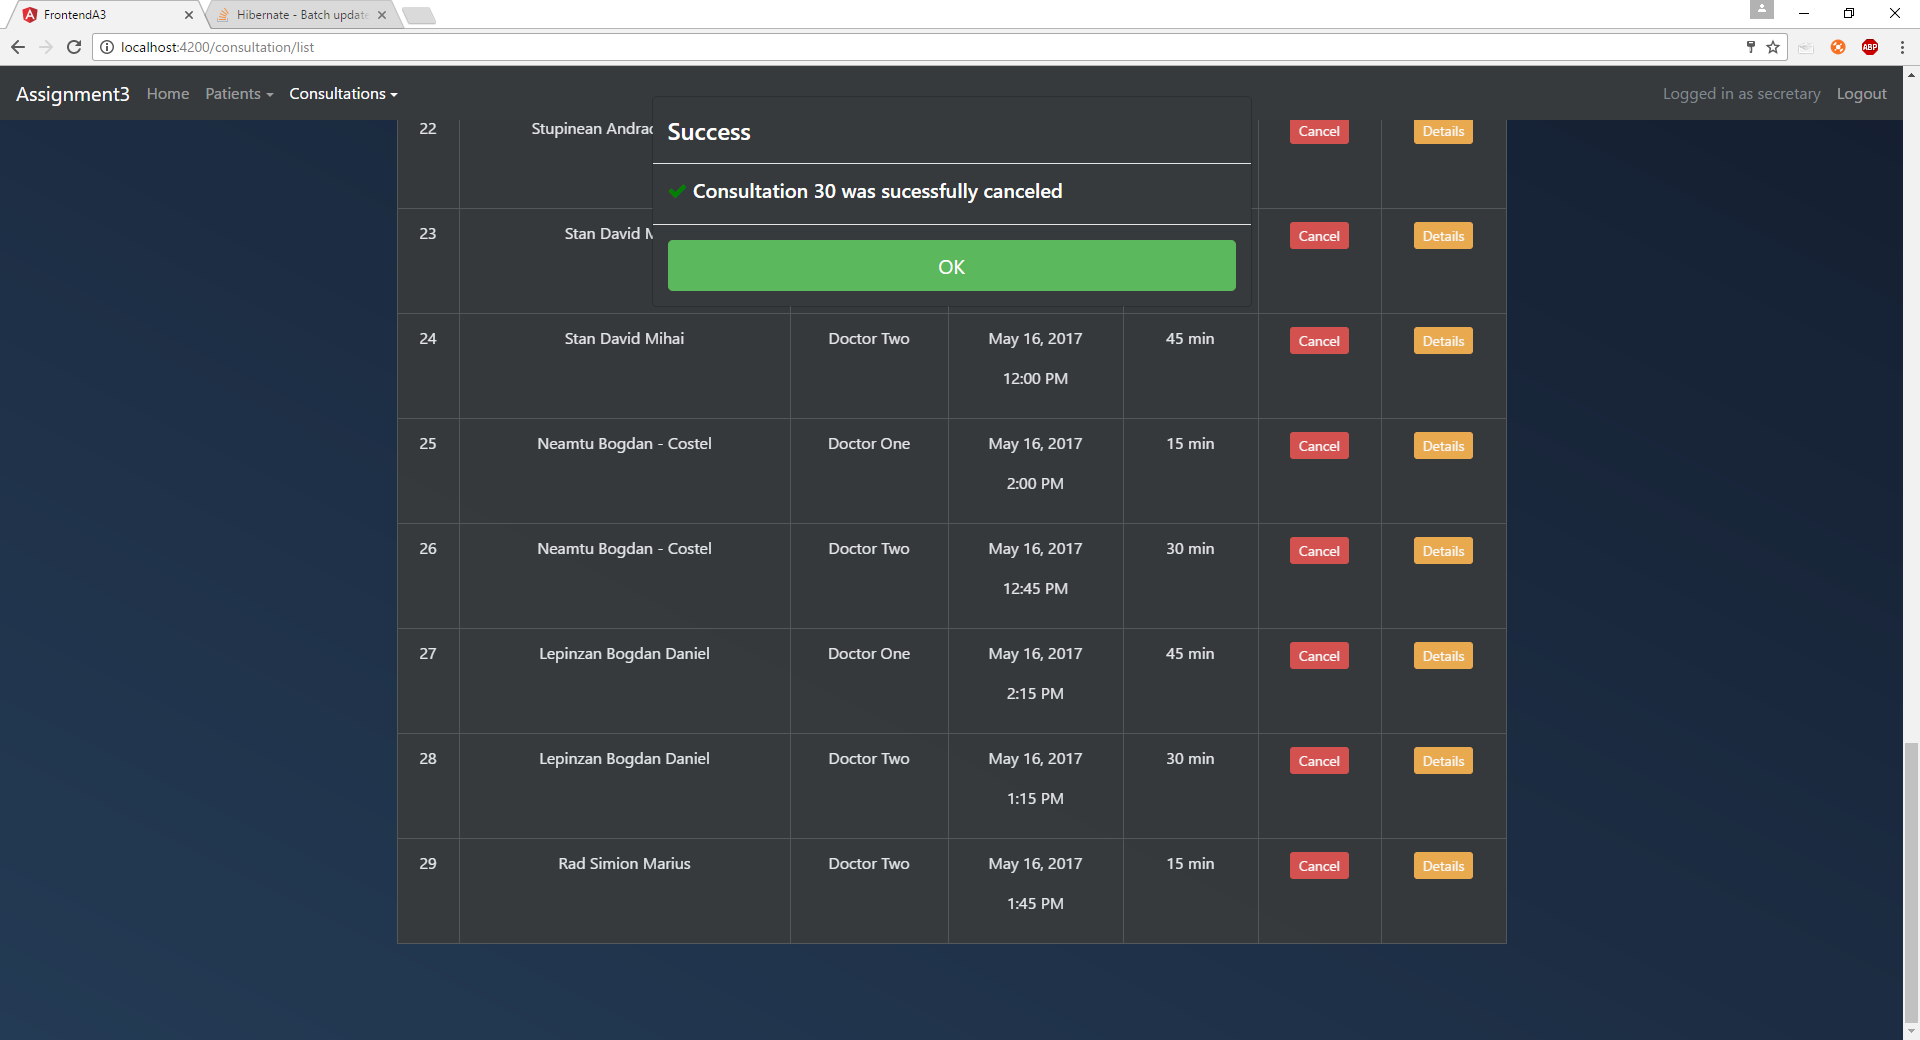 FrontendA3
Hibernate - Batch update
localhost:4200/consultation/list
ABP
Assignment3 Home Patients Consultations Logged in as secretary Logout
Success
Consultation 30 was sucessfully canceled
OK
22 Stupinean Cancel Details
23 Stan David Cancel Details
24 Stan David Mihai Doctor Two May 16, 2017 45 min Cancel Details
12:00 PM
25 Neamtu Bogdan - Costel Doctor One May 16, 2017 15 min Cancel Details
2:00 PM
26 Neamtu Bogdan - Costel Doctor Two May 16, 2017 30 min Cancel Details
12:45 PM
27 Lepinzan Bogdan Daniel Doctor One May 16, 2017 45 min Cancel Details
2:15 PM
28 Lepinzan Bogdan Daniel Doctor Two May 16, 2017 30 min Cancel Details
1:15 PM
29 Rad Simion Marius Doctor Two May 16, 2017 15 min Cancel Details
1:45 PM